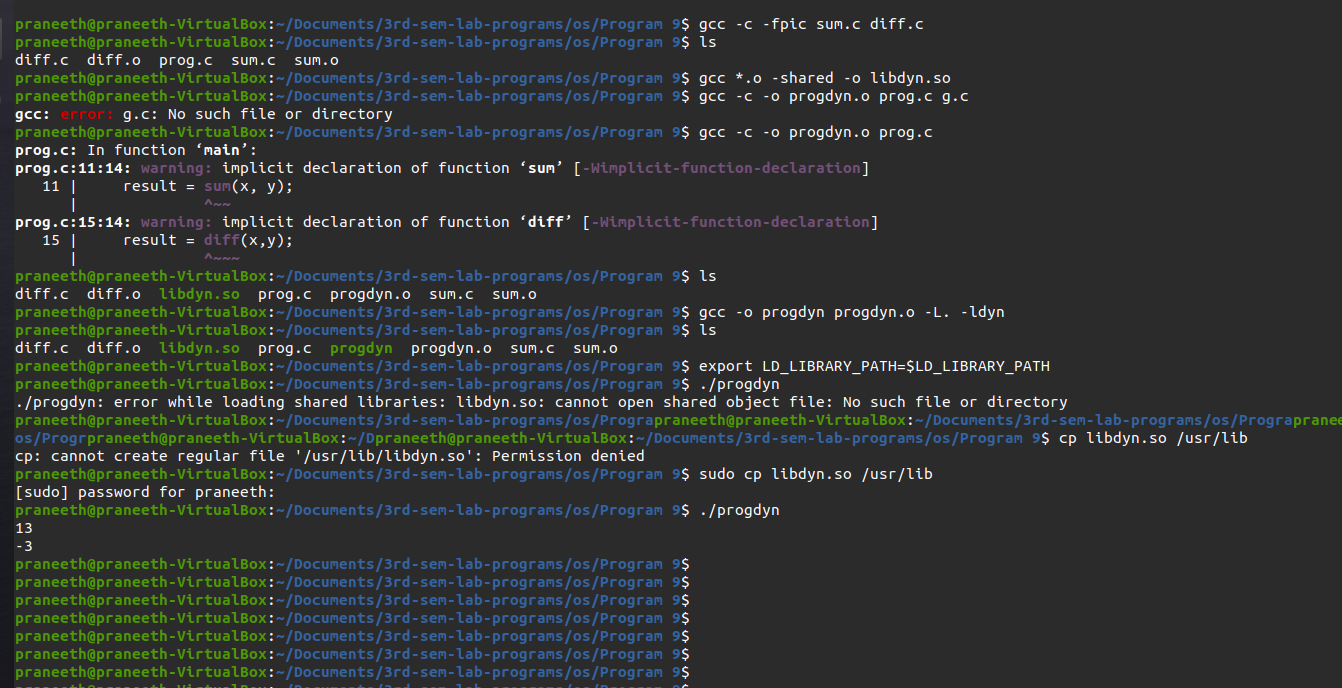 praneeth@praneeth-VirtualBox:~/Documents/3rd-sem-lab-programs/os/Program 9$ gcc -c -fpic sum.c diff.c
praneeth@praneeth-VirtualBox:~/Documents/3rd-sem-lab-programs/os/Program 9$ ls
diff.c  diff.o  prog.c  sum.c  sum.o
praneeth@praneeth-VirtualBox:~/Documents/3rd-sem-lab-programs/os/Program 9$ gcc *.o -shared -o libdyn.so
praneeth@praneeth-VirtualBox:~/Documents/3rd-sem-lab-programs/os/Program 9$ gcc -c -o progdyn.o prog.c g.c
gcc: error: g.c: No such file or directory
praneeth@praneeth-VirtualBox:~/Documents/3rd-sem-lab-programs/os/Program 9$ gcc -c -o progdyn.o prog.c
prog.c: In function ‘main’:
prog.c:11:14: warning: implicit declaration of function ‘sum’ [-Wimplicit-function-declaration]
   11 |     result = sum(x, y);
      |              ^~~
prog.c:15:14: warning: implicit declaration of function ‘diff’ [-Wimplicit-function-declaration]
   15 |     result = diff(x,y);
      |              ^~~~
praneeth@praneeth-VirtualBox:~/Documents/3rd-sem-lab-programs/os/Program 9$ ls
diff.c  diff.o  libdyn.so  prog.c  progdyn.o  sum.c  sum.o
praneeth@praneeth-VirtualBox:~/Documents/3rd-sem-lab-programs/os/Program 9$ gcc -o progdyn progdyn.o -L. -ldyn
praneeth@praneeth-VirtualBox:~/Documents/3rd-sem-lab-programs/os/Program 9$ ls
diff.c  diff.o  libdyn.so  prog.c  progdyn  progdyn.o  sum.c  sum.o
praneeth@praneeth-VirtualBox:~/Documents/3rd-sem-lab-programs/os/Program 9$ export LD_LIBRARY_PATH=$LD_LIBRARY_PATH
praneeth@praneeth-VirtualBox:~/Documents/3rd-sem-lab-programs/os/Program 9$ ./progdyn
./progdyn: error while loading shared libraries: libdyn.so: cannot open shared object file: No such file or directory
praneeth@praneeth-VirtualBox:~/Documents/3rd-sem-lab-programs/os/Prograpraneeth@praneeth-VirtualBox:~/Documents/3rd-sem-lab-programs/os/Prograpranee
os/Progrpraneeth@praneeth-VirtualBox:~/Dpraneeth@praneeth-VirtualBox:~/Documents/3rd-sem-lab-programs/os/Program 9$ cp libdyn.so /usr/lib
cp: cannot create regular file '/usr/lib/libdyn.so': Permission denied
praneeth@praneeth-VirtualBox:~/Documents/3rd-sem-lab-programs/os/Program 9$ sudo cp libdyn.so /usr/lib
[sudo] password for praneeth:
praneeth@praneeth-VirtualBox:~/Documents/3rd-sem-lab-programs/os/Program 9$ ./progdyn
13
-3
praneeth@praneeth-VirtualBox:~/Documents/3rd-sem-lab-programs/os/Program 9$
praneeth@praneeth-VirtualBox:~/Documents/3rd-sem-lab-programs/os/Program 9$
praneeth@praneeth-VirtualBox:~/Documents/3rd-sem-lab-programs/os/Program 9$
praneeth@praneeth-VirtualBox:~/Documents/3rd-sem-lab-programs/os/Program 9$
praneeth@praneeth-VirtualBox:~/Documents/3rd-sem-lab-programs/os/Program 9$
praneeth@praneeth-VirtualBox:~/Documents/3rd-sem-lab-programs/os/Program 9$
praneeth@praneeth-VirtualBox:~/Documents/3rd-sem-lab-programs/os/Program 9$